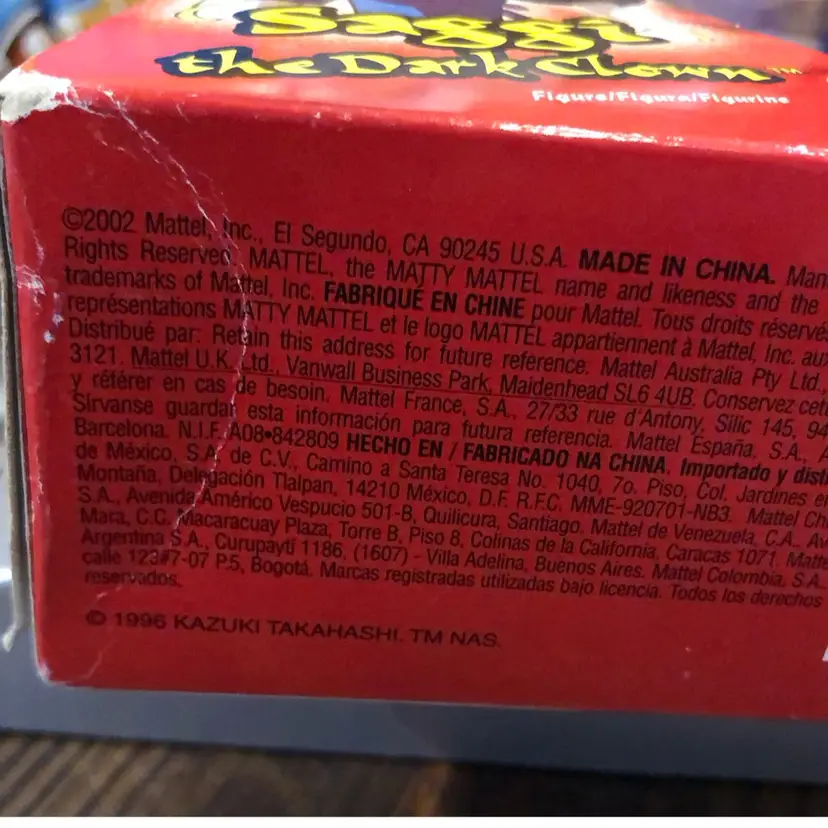 Saggi
the Dark Clown™
Figure/Figura/Figurine
©2002 Mattel, Inc., El Segundo, CA 90245 U.S.A. MADE IN CHINA. Man
Rights Reserved. MATTEL, the MATTY MATTEL name and likeness and the
trademarks of Mattel, Inc. FABRIQUÉ EN CHINE pour Mattel. Tous droits réservés
représentations MATTY MATTEL et le logo MATTEL appartiennent à Mattel, Inc. aux
Distribué par: Retain this address for future reference. Mattel Australia Pty Ltd.,
3121. Mattel U.K. Ltd., Vanwall Business Park, Maidenhead SL6 4UB. Conservez cett
y référer en cas de besoin. Mattel France, S.A., 27/33 rue d'Antony, Silic 145, 94
Sírvanse guardar esta información para futura referencia. Mattel España, S.A., A
Barcelona. N.I.F. A08•842809 HECHO EN / FABRICADO NA CHINA. Importado y distri
de México, S.A. de C.V., Camino a Santa Teresa No. 1040, 7o. Piso, Col. Jardines e
Montaña, Delegación Tlalpan, 14210 México, D.F. R.F.C. MME-920701-NB3. Mattel Ch
S.A., Avenida Américo Vespucio 501-B, Quilicura, Santiago. Mattel de Venezuela, C.A., Av
Mara, C.C. Macaracuay Plaza, Torre B, Piso 8, Colinas de la California, Caracas 1071. Matte
Argentina S.A., Curupaytí 1186, (1607) - Villa Adelina, Buenos Aires. Mattel Colombia, S.A.,
calle 123#7-07 P.5, Bogotá. Marcas registradas utilizadas bajo licencia. Todos los derechos
reservados.
© 1996 KAZUKI TAKAHASHI. TM NAS.